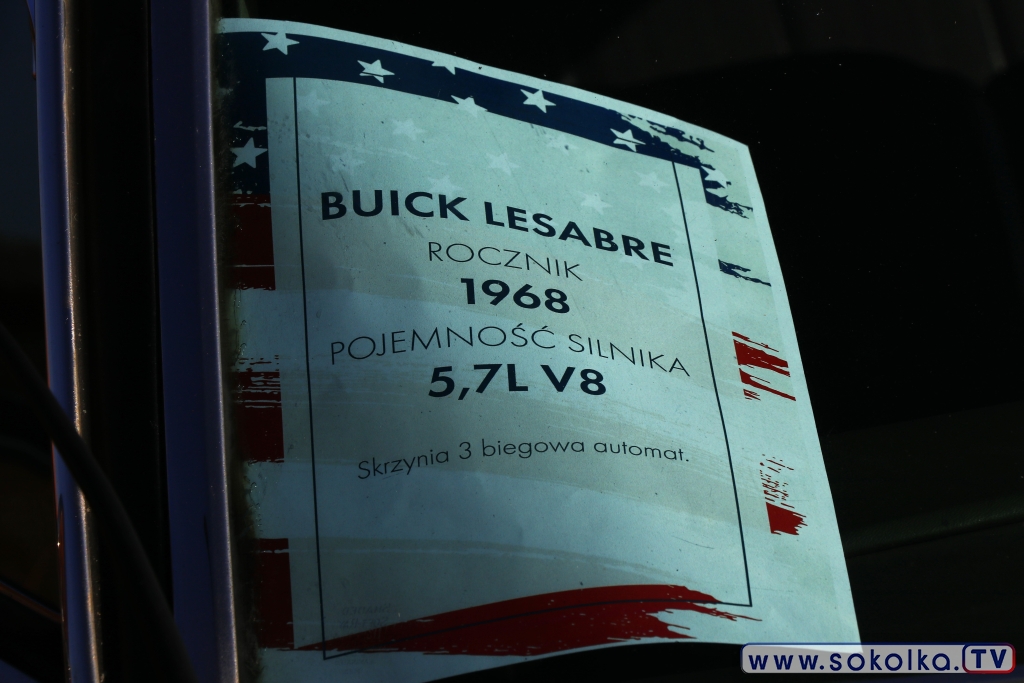 BUICK LESABRE
ROCZNIK
1968
POJEMNOŚĆ SILNIKA
5,7L V8
Skrzynia 3 biegowa automat.
www.sokolka.TV